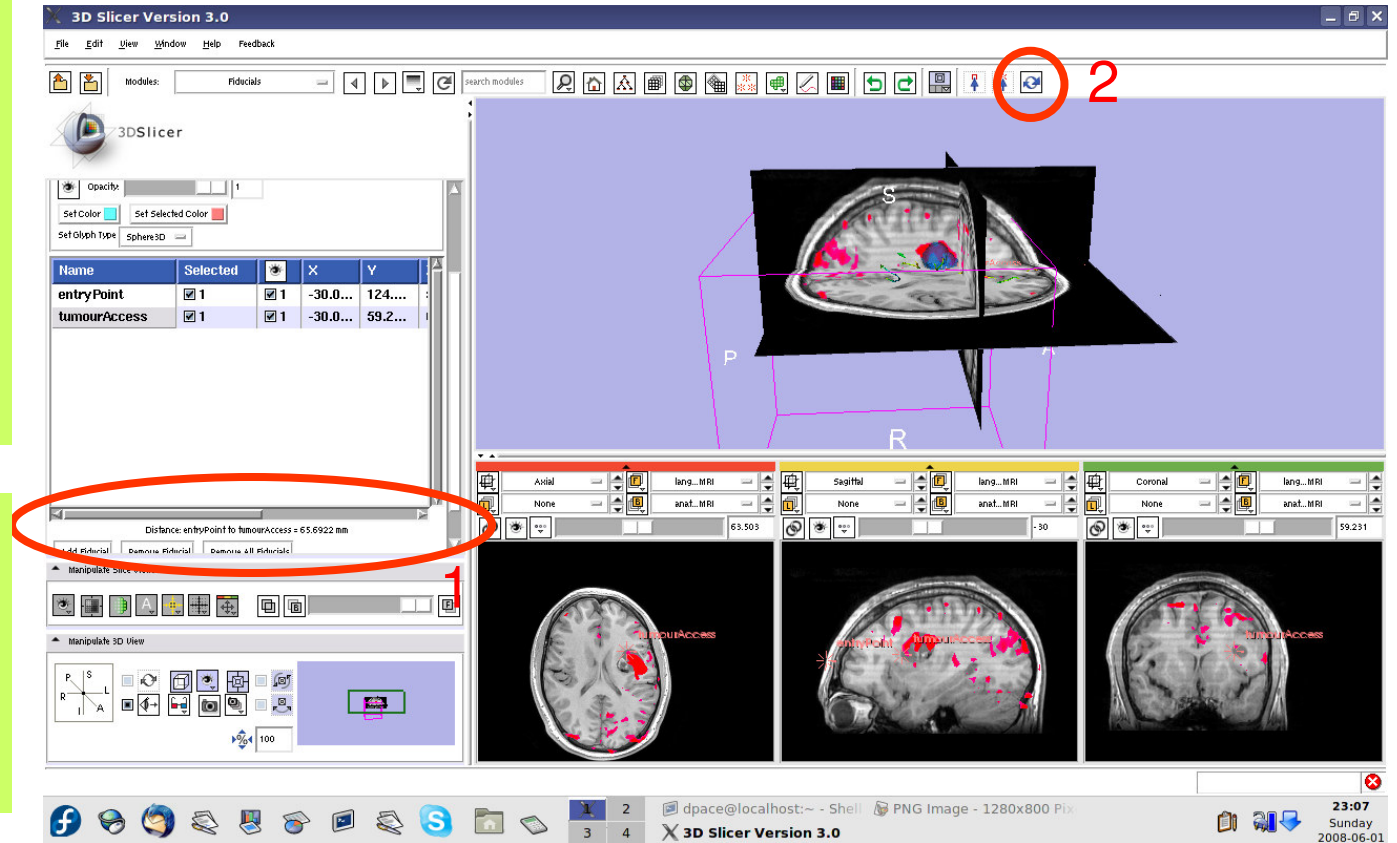 3D Slicer Version 3.0
File Edit View Window Help Feedback
Modules: Fiducials search modules
2
3DSlicer
Opacity: 1
Set Color Set Selected Color
Set Glyph Type Sphere3D
Name Selected X Y
entryPoint 1 1 -30.0... 124....
tumourAccess 1 1 -30.0... 59.2...
Distance: entryPoint to tumourAccess = 65.6922 mm
Add Fiducial Remove Fiducial Remove All Fiducials
Manipulate Slice Views
1
Manipulate 3D View
P S
R L
I A
100
S
P
A
R
Axial lang...MRI
None anat...MRI
63.503
Sagittal lang...MRI
None anat...MRI
-30
Coronal lang...MRI
None anat...MRI
59.231
tumourAccess
entryPoint tumourAccess
tumourAccess
1 2
3 4
dpace@localhost:~ - Shell
PNG Image - 1280x800 Pix
3D Slicer Version 3.0
23:07
Sunday
2008-06-01